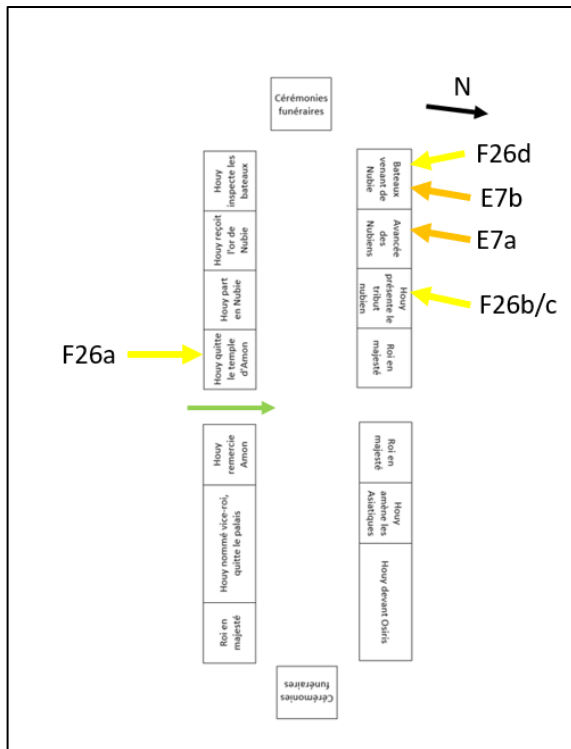 Cérémonies
funéraires
N
Houy
inspecte les
bateaux
Houy reçoit
l'or de
Nubie
Houy part
en Nubie
Houy quitte
le temple
d'Amon
F26a
Houy
remercie
Amon
Houy nommé vice-roi,
quitte le palais
Roi en
majesté
Bateaux
venant de
Nubie
F26d
E7b
Avancée
des
Nubiens
E7a
Houy
présente le
tribut
nubien
F26b/c
Roi en
majesté
Roi en
majesté
Houy
amène les
Asiatiques
Houy devant Osiris
Cérémonies
funéraires